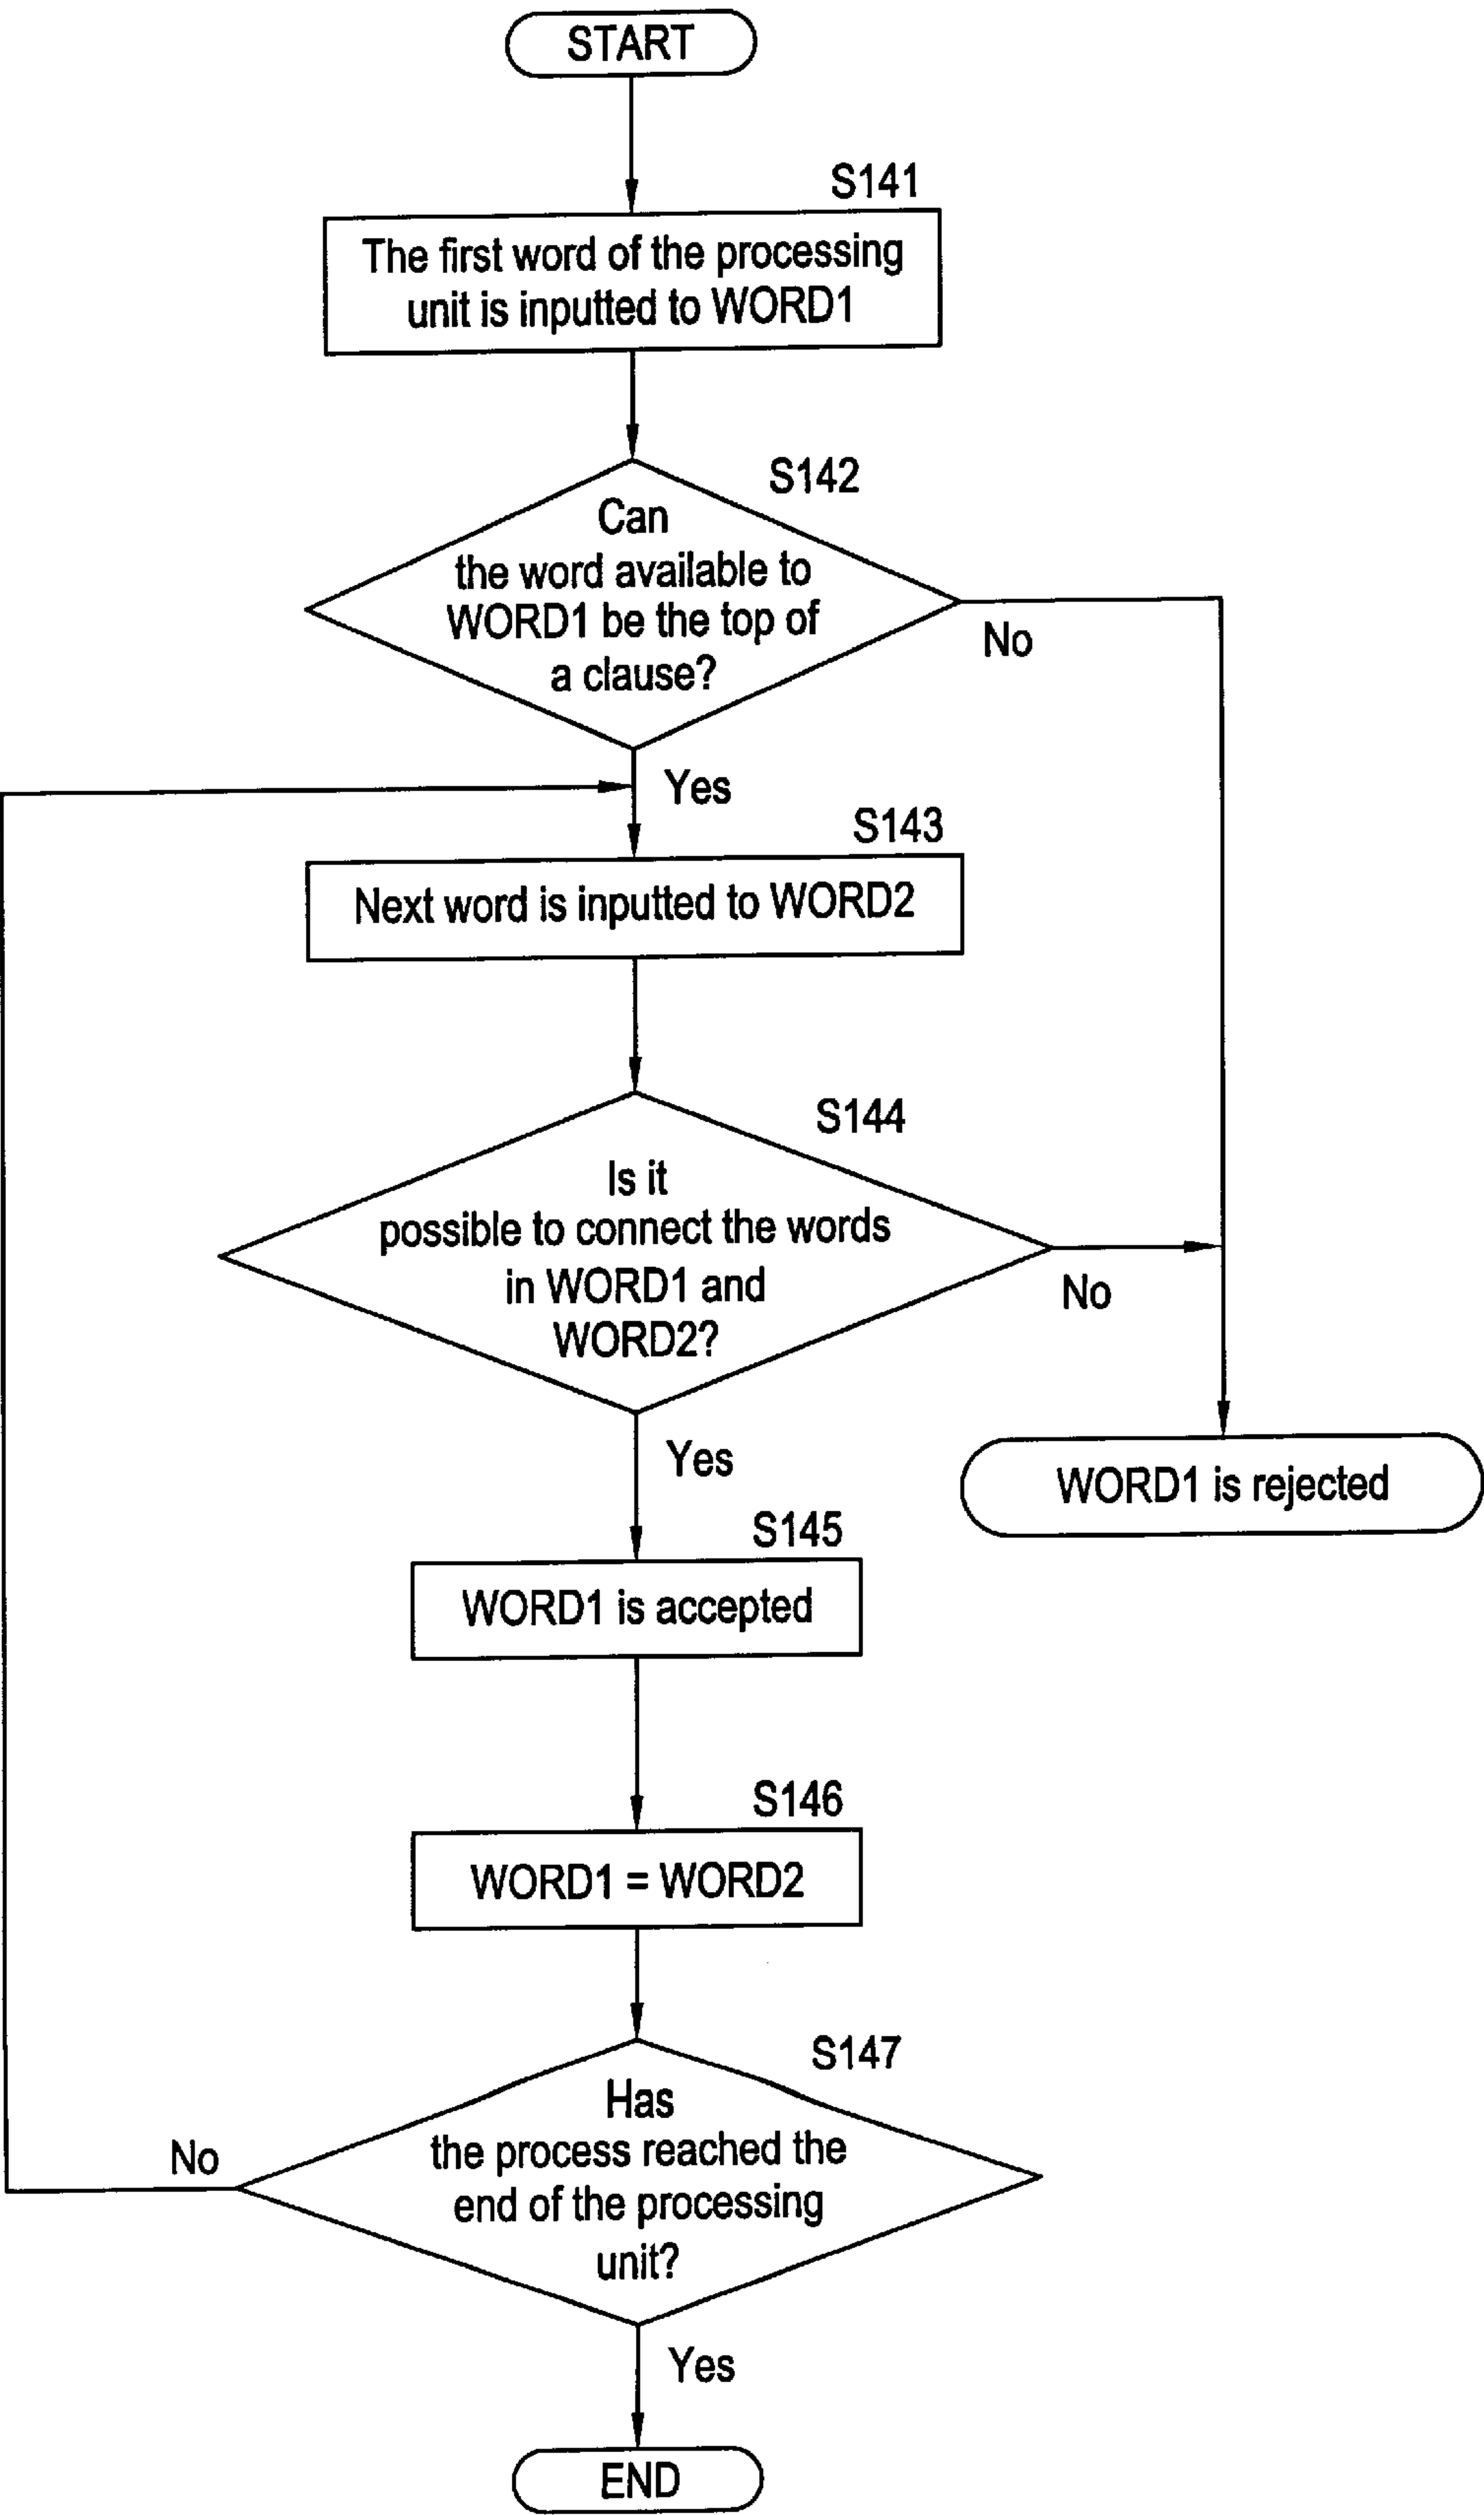 START
S141
The first word of the processing
unit is inputted to WORD1
S142
Can
the word available to
WORD1 be the top of
a clause?
No
Yes
S143
Next word is inputted to WORD2
S144
Is it
possible to connect the words
in WORD1 and
WORD2?
No
Yes
WORD1 is rejected
S145
WORD1 is accepted
S146
WORD1 = WORD2
S147
Has
the process reached the
end of the processing
unit?
No
Yes
END